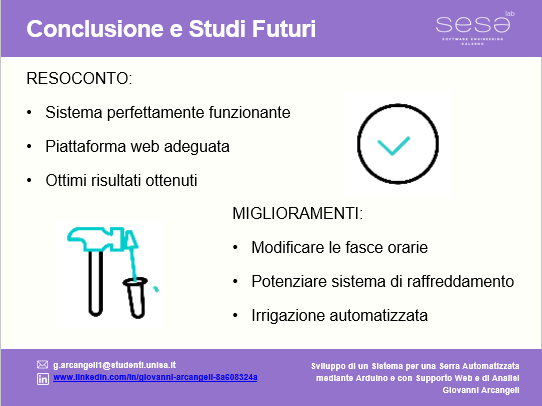 Conclusione e Studi Futuri
sesa lab
SOFTWARE ENGINEERING
SALERNO
RESOCONTO:
• Sistema perfettamente funzionante
• Piattaforma web adeguata
• Ottimi risultati ottenuti
MIGLIORAMENTI:
• Modificare le fasce orarie
• Potenziare sistema di raffreddamento
• Irrigazione automatizzata
g.arcangeli1@studenti.unisa.it
www.linkedin.com/in/giovanni-arcangeli-8a608324a
Sviluppo di un Sistema per una Serra Automatizzata
mediante Arduino e con Supporto Web e di Analisi
Giovanni Arcangeli